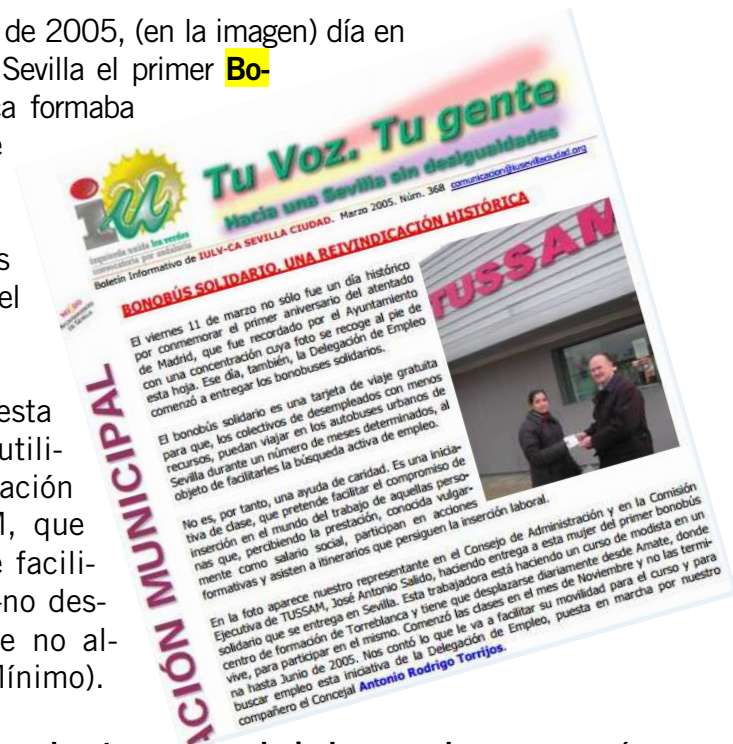 de 2005, (en la imagen) día en
Sevilla el primer Bo-
ca formaba
s
el
esta
utili-
ación
M, que
e facili-
-no des-
e no al-
Mínimo).
Tu Voz. Tu gente
Hacia una Sevilla sin desigualdades
iu
izquierda unida los verdes
convocatoria por andalucía
Boletín Informativo de IULV-CA SEVILLA CIUDAD. Marzo 2005. Núm. 368 comunicacion@iusevillaciudad.org
BONOBÚS SOLIDARIO, UNA REIVINDICACIÓN HISTÓRICA
El viernes 11 de marzo no sólo fue un día histórico
por conmemorar el primer aniversario del atentado
de Madrid, que fue recordado por el Ayuntamiento
con una concentración cuya foto se recoge al pie de
esta hoja. Ese día, también, la Delegación de Empleo
comenzó a entregar los bonobuses solidarios.
El bonobús solidario es una tarjeta de viaje gratuita
para que, los colectivos de desempleados con menos
recursos, puedan viajar en los autobuses urbanos de
Sevilla durante un número de meses determinados, al
objeto de facilitarles la búsqueda activa de empleo.
No es, por tanto, una ayuda de caridad. Es una inicia-
tiva de clase, que pretende facilitar el compromiso de
inserción en el mundo del trabajo de aquellas perso-
nas que, percibiendo la prestación, conocida vulgar-
mente como salario social, participan en acciones
formativas y asisten a itinerarios que persiguen la inserción laboral.
En la foto aparece nuestro representante en el Consejo de Administración y en la Comisión
Ejecutiva de TUSSAM, José Antonio Salido, haciendo entrega a esta mujer del primer bonobús
solidario que se entrega en Sevilla. Esta trabajadora está haciendo un curso de modista en un
centro de formación de Torreblanca y tiene que desplazarse diariamente desde Amate, donde
vive, para participar en el mismo. Comenzó las clases en el mes de Noviembre y no las termi-
na hasta Junio de 2005. Nos contó lo que le va a facilitar su movilidad para el curso y para
buscar empleo esta iniciativa de la Delegación de Empleo, puesta en marcha por nuestro
compañero el Concejal Antonio Rodrigo Torrijos.
TUSSAM
ACIÓN MUNICIPAL